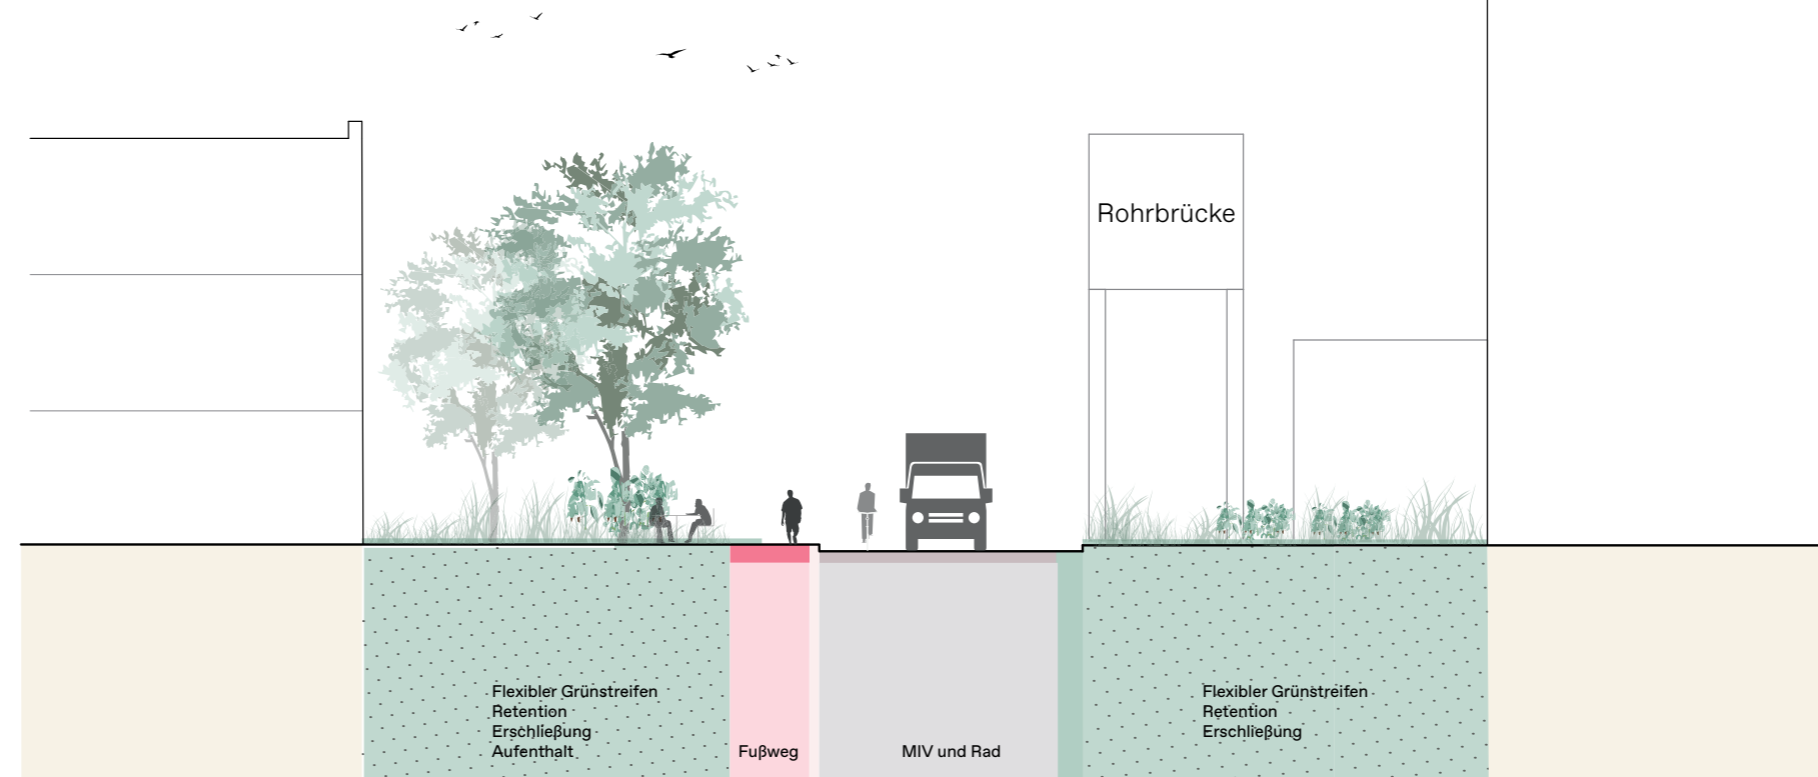 Rohrbrücke
Flexibler Grünstreifen
Retention
Erschließung
Aufenthalt
Fußweg
MIV und Rad
Flexibler Grünstreifen
Retention
Erschließung